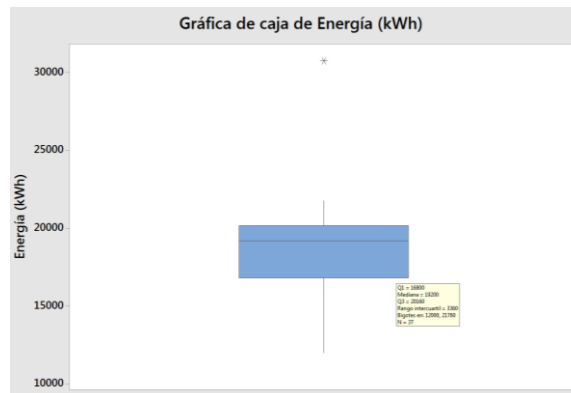 Gráfica de caja de Energía (kWh)
Energía (kWh)
30000
25000
20000
15000
10000
Q1 = 16800
Mediana = 19200
Q3 = 20160
Rango intercuartil = 3360
Bigotes en: 12000, 21760
N = 37